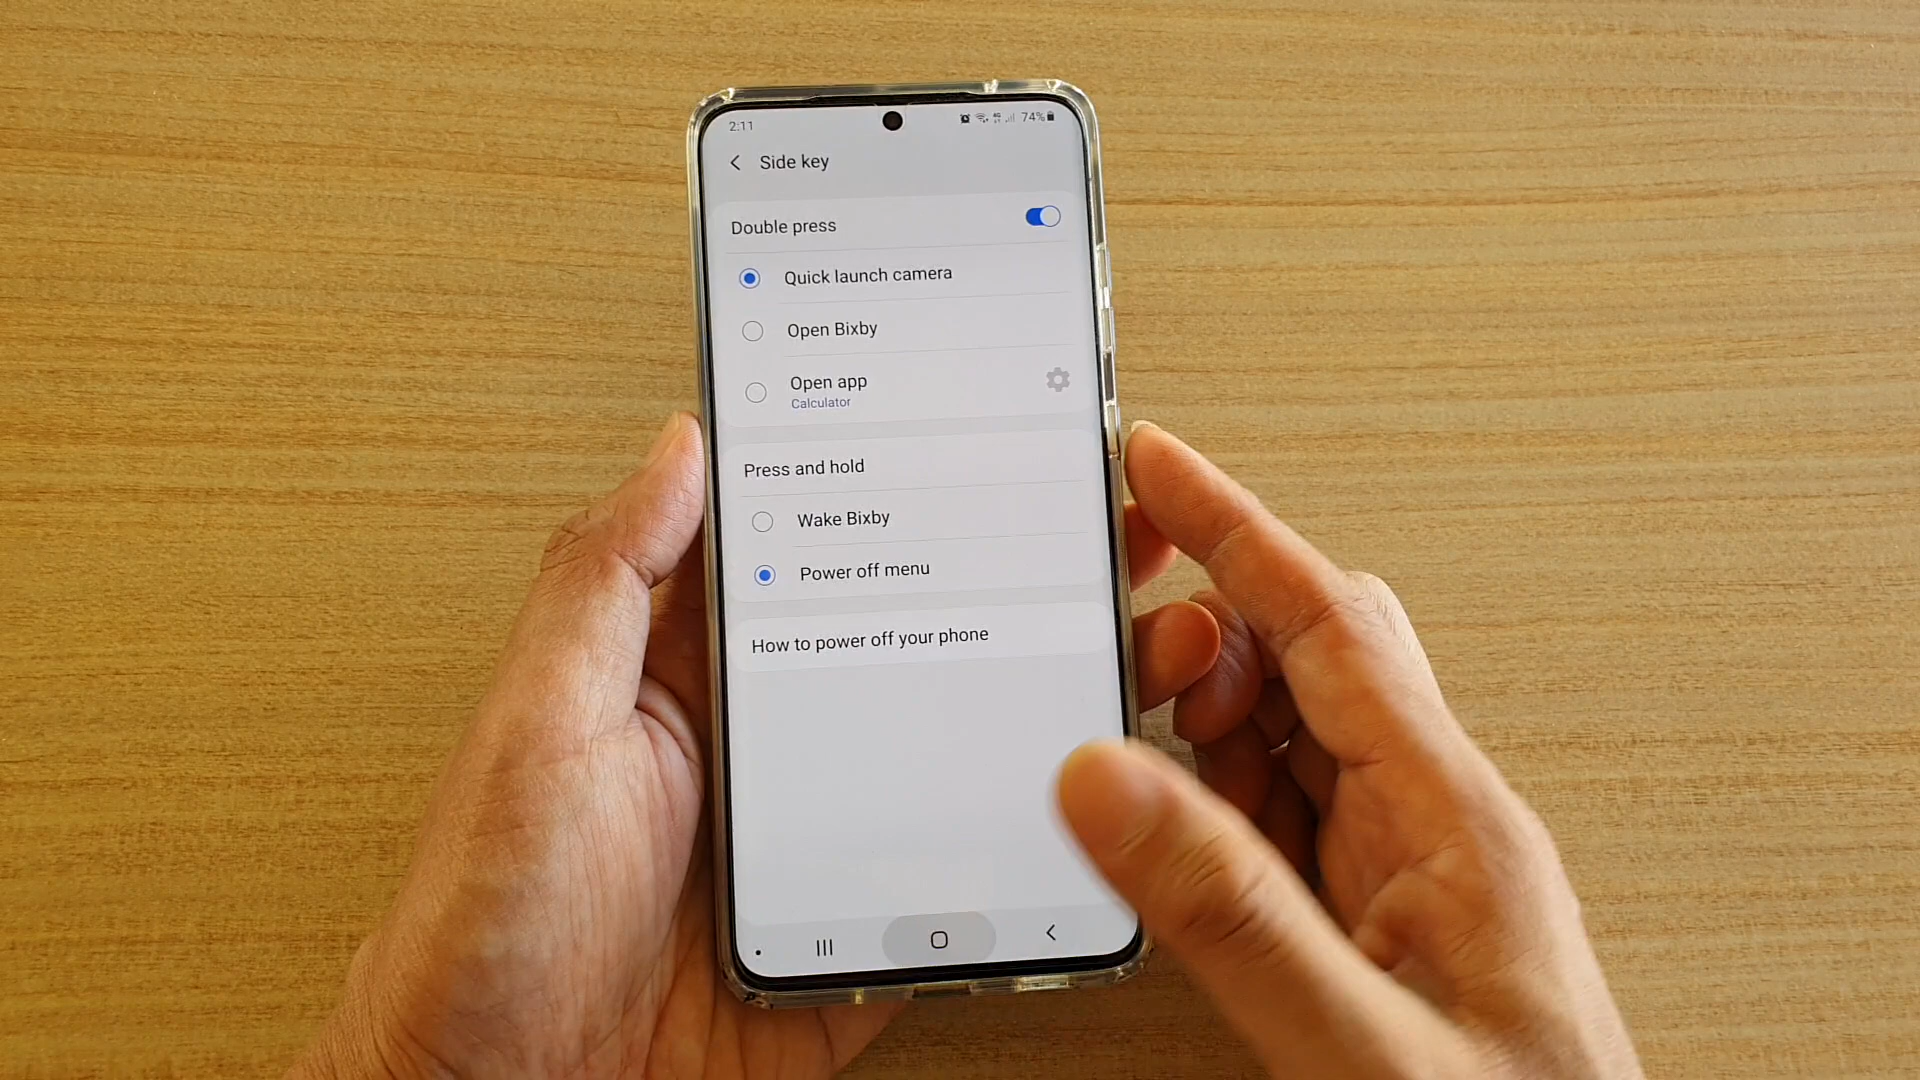 2:11
74%
Side key
Double press
Quick launch camera
Open Bixby
Open app
Calculator
Press and hold
Wake Bixby
Power off menu
How to power off your phone